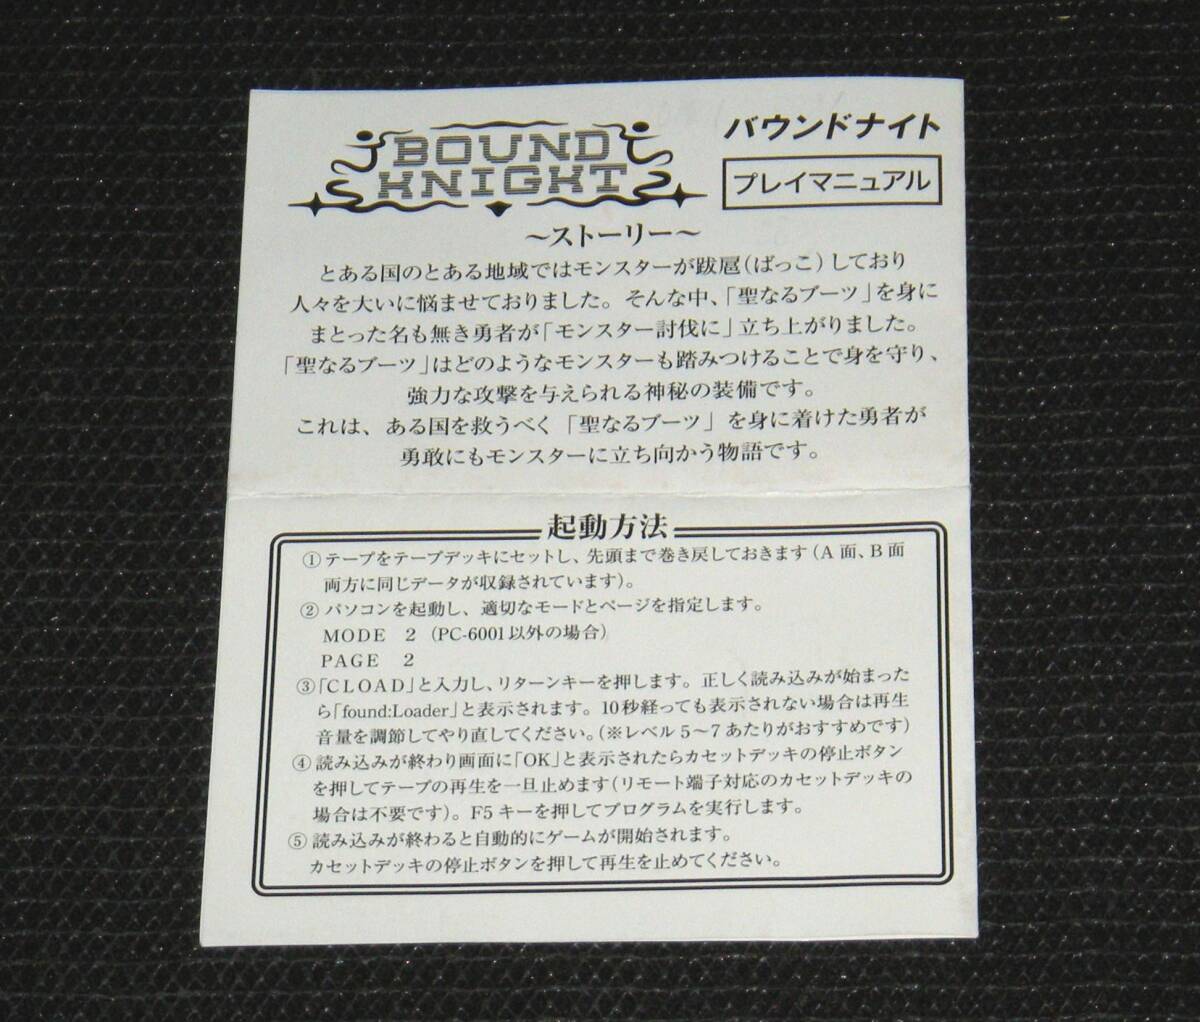 BOUND
KNIGHT
バウンドナイト
プレイマニュアル
～ストーリー～
とある国のとある地域ではモンスターが跋扈（ばっこ）しており
人々を大いに悩ませておりました。そんな中、「聖なるブーツ」を身に
まとった名も無き勇者が「モンスター討伐に」立ち上がりました。
「聖なるブーツ」はどのようなモンスターも踏みつけることで身を守り、
強力な攻撃を与えられる神秘の装備です。
これは、ある国を救うべく「聖なるブーツ」を身に着けた勇者が
勇敢にもモンスターに立ち向かう物語です。
起動方法
①テープをテープデッキにセットし、先頭まで巻き戻しておきます（A面、B面
両方に同じデータが収録されています）。
②パソコンを起動し、適切なモードとページを指定します。
MODE 2（PC-6001以外の場合）
PAGE 2
③「CLOAD」と入力し、リターンキーを押します。正しく読み込みが始まった
ら「found:Loader」と表示されます。10秒経っても表示されない場合は再生
音量を調節してやり直してください。（※レベル5～7あたりがおすすめです）
④読み込みが終わり画面に「OK」と表示されたらカセットデッキの停止ボタン
を押してテープの再生を一旦止めます（リモート端子対応のカセットデッキの
場合は不要です）。F5キーを押してプログラムを実行します。
⑤読み込みが終わると自動的にゲームが開始されます。
カセットデッキの停止ボタンを押して再生を止めてください。